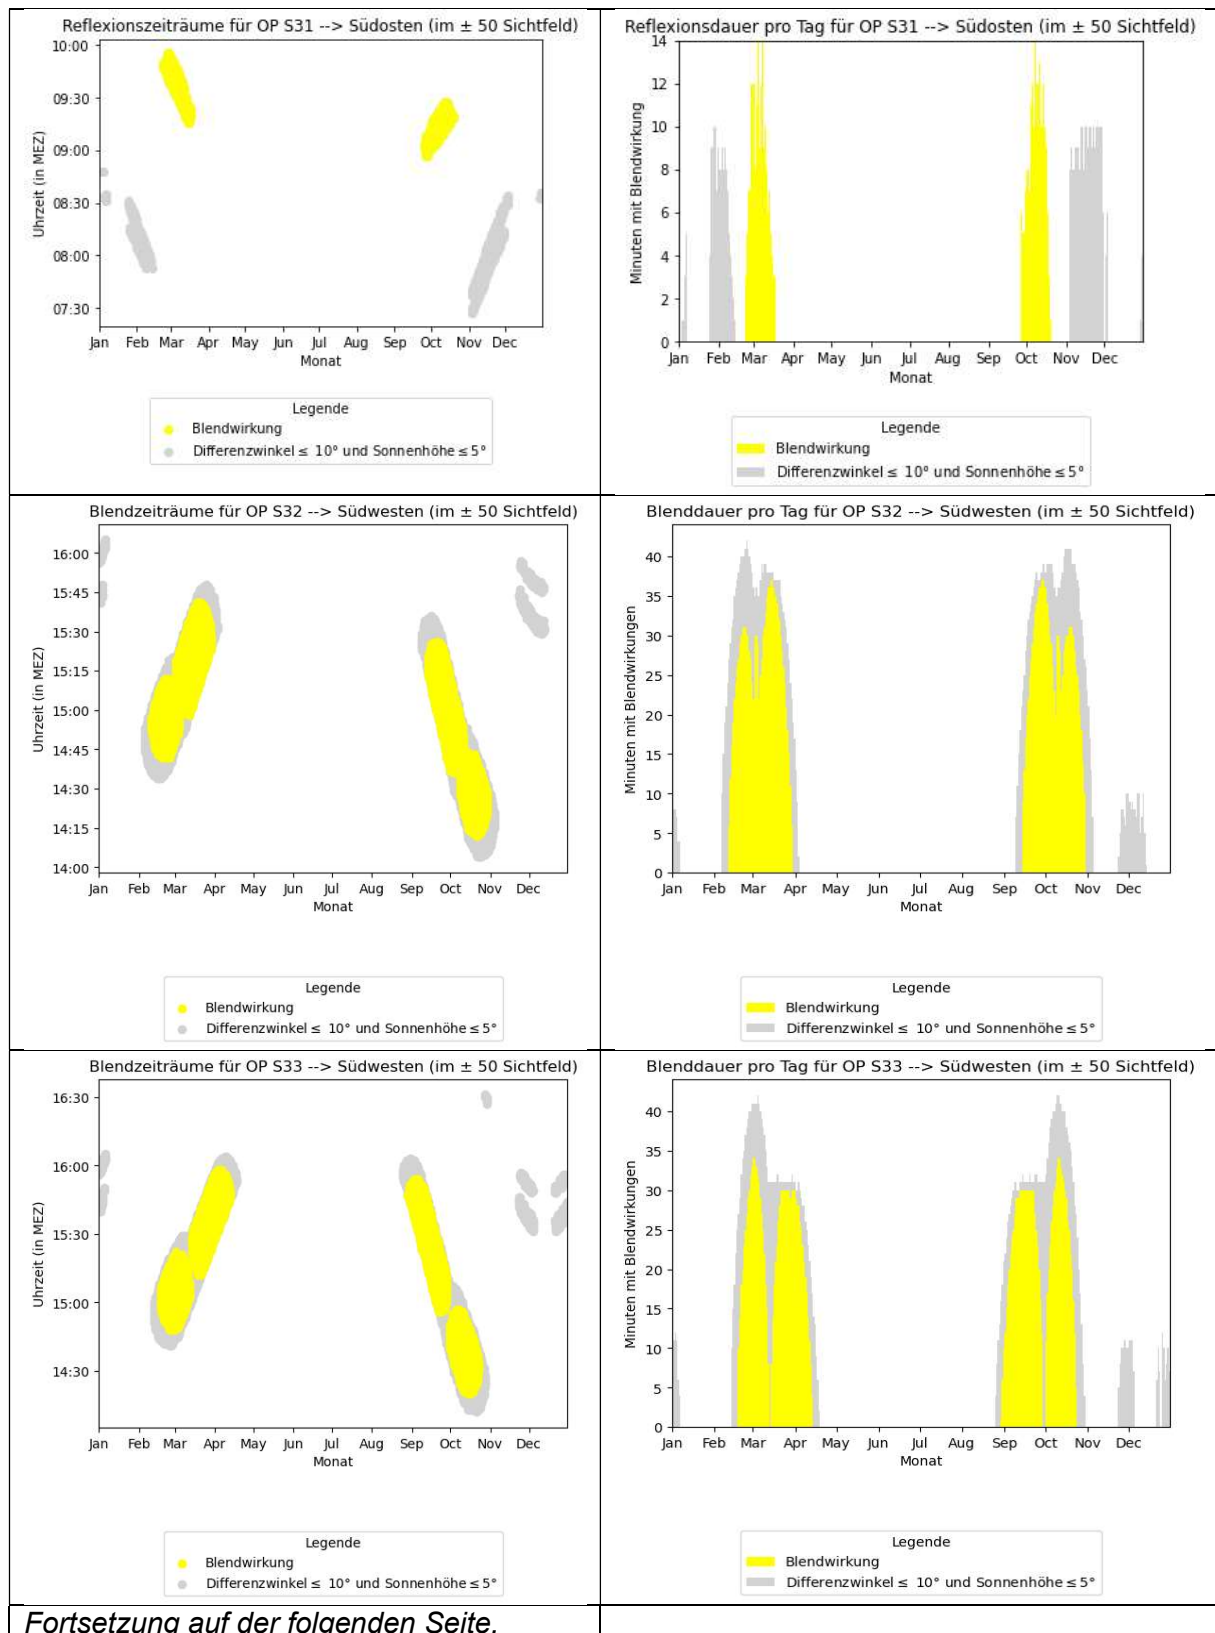 Reflexionszeiträume für OP S31 --> Südosten (im ± 50 Sichtfeld)
10:00
09:30
09:00
08:30
08:00
07:30
Uhrzeit (in MEZ)
Jan Feb Mar Apr May Jun Jul Aug Sep Oct Nov Dec
Monat
Legende
Blendwirkung
Differenzwinkel ≤ 10° und Sonnenhöhe ≤ 5°
Reflexionsdauer pro Tag für OP S31 --> Südosten (im ± 50 Sichtfeld)
14
12
10
8
6
4
2
0
Minuten mit Blendwirkung
Jan Feb Mar Apr May Jun Jul Aug Sep Oct Nov Dec
Monat
Legende
Blendwirkung
Differenzwinkel ≤ 10° und Sonnenhöhe ≤ 5°
Blendzeiträume für OP S32 --> Südwesten (im ± 50 Sichtfeld)
16:00
15:45
15:30
15:15
15:00
14:45
14:30
14:15
14:00
Uhrzeit (in MEZ)
Jan Feb Mar Apr May Jun Jul Aug Sep Oct Nov Dec
Monat
Legende
Blendwirkung
Differenzwinkel ≤ 10° und Sonnenhöhe ≤ 5°
Blenddauer pro Tag für OP S32 --> Südwesten (im ± 50 Sichtfeld)
40
35
30
25
20
15
10
5
0
Minuten mit Blendwirkungen
Jan Feb Mar Apr May Jun Jul Aug Sep Oct Nov Dec
Monat
Legende
Blendwirkung
Differenzwinkel ≤ 10° und Sonnenhöhe ≤ 5°
Blendzeiträume für OP S33 --> Südwesten (im ± 50 Sichtfeld)
16:30
16:00
15:30
15:00
14:30
Uhrzeit (in MEZ)
Jan Feb Mar Apr May Jun Jul Aug Sep Oct Nov Dec
Monat
Legende
Blendwirkung
Differenzwinkel ≤ 10° und Sonnenhöhe ≤ 5°
Blenddauer pro Tag für OP S33 --> Südwesten (im ± 50 Sichtfeld)
40
35
30
25
20
15
10
5
0
Minuten mit Blendwirkungen
Jan Feb Mar Apr May Jun Jul Aug Sep Oct Nov Dec
Monat
Legende
Blendwirkung
Differenzwinkel ≤ 10° und Sonnenhöhe ≤ 5°
Fortsetzung auf der folgenden Seite.